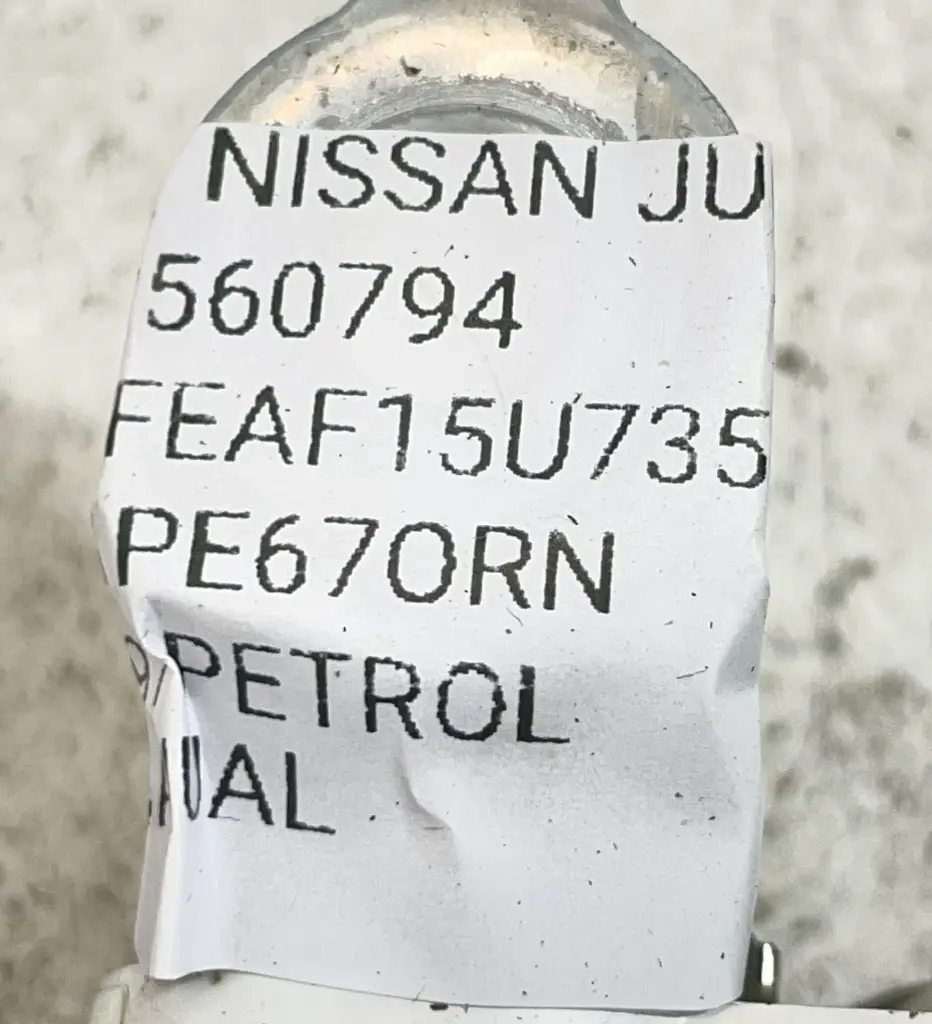 NISSAN JU
560794
FEAF15U735
PE67ORN
PETROL
UAL